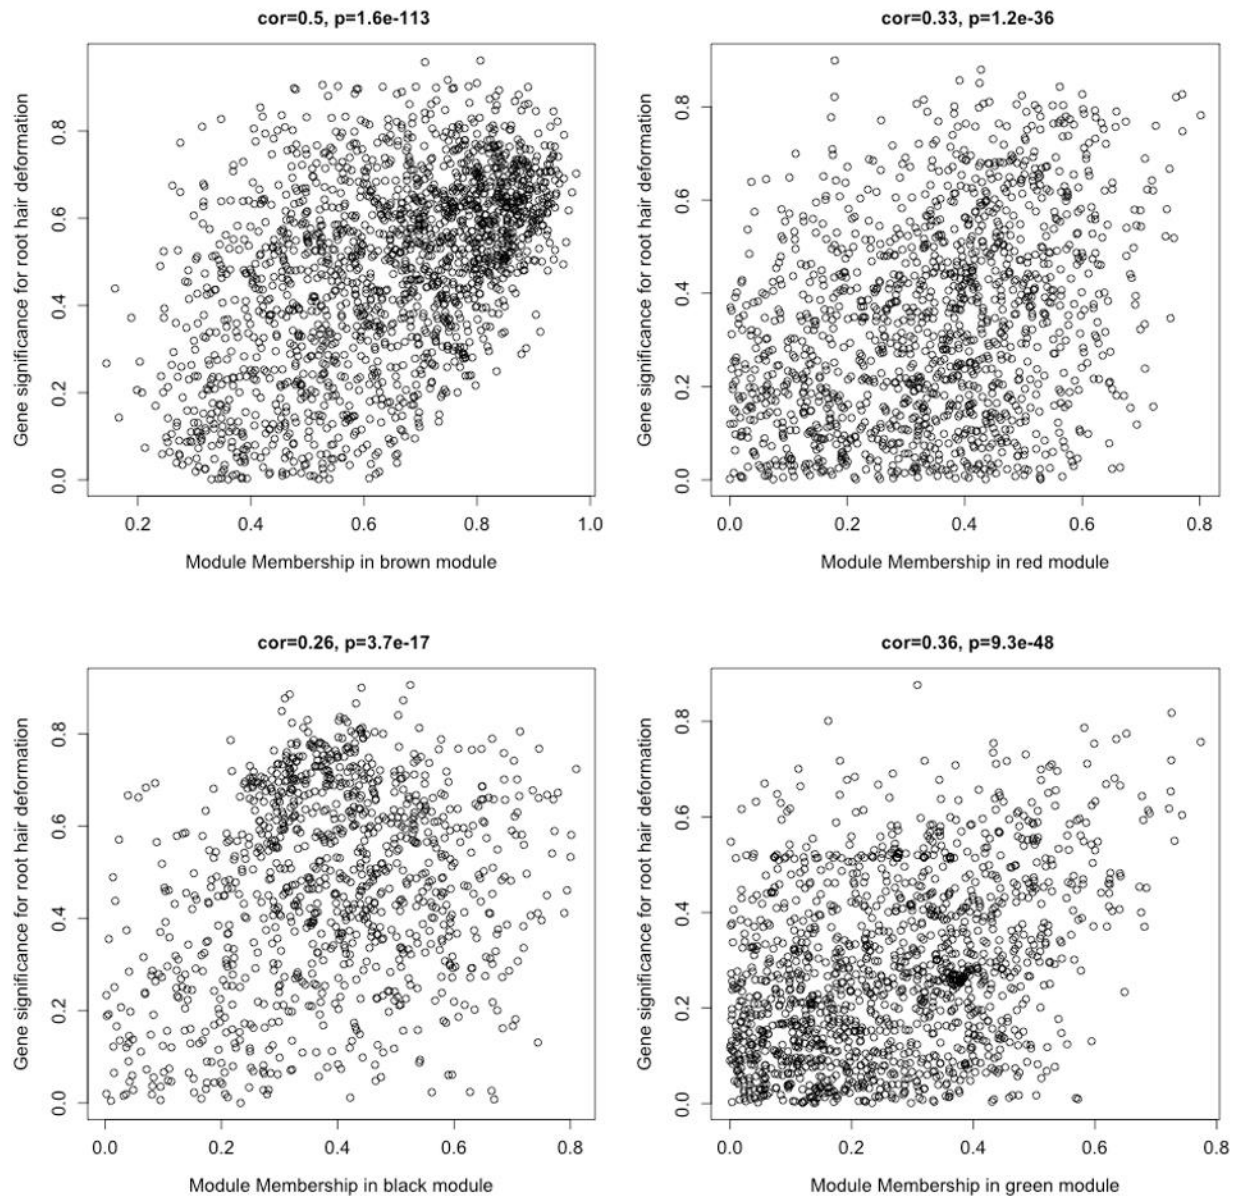 cor=0.5, p=1.6e-113
Gene significance for root hair deformation
0.8
0.6
0.4
0.2
0.0
0.2 0.4 0.6 0.8 1.0
Module Membership in brown module
cor=0.33, p=1.2e-36
Gene significance for root hair deformation
0.8
0.6
0.4
0.2
0.0
0.0 0.2 0.4 0.6 0.8
Module Membership in red module
cor=0.26, p=3.7e-17
Gene significance for root hair deformation
0.8
0.6
0.4
0.2
0.0
0.0 0.2 0.4 0.6 0.8
Module Membership in black module
cor=0.36, p=9.3e-48
Gene significance for root hair deformation
0.8
0.6
0.4
0.2
0.0
0.0 0.2 0.4 0.6 0.8
Module Membership in green module